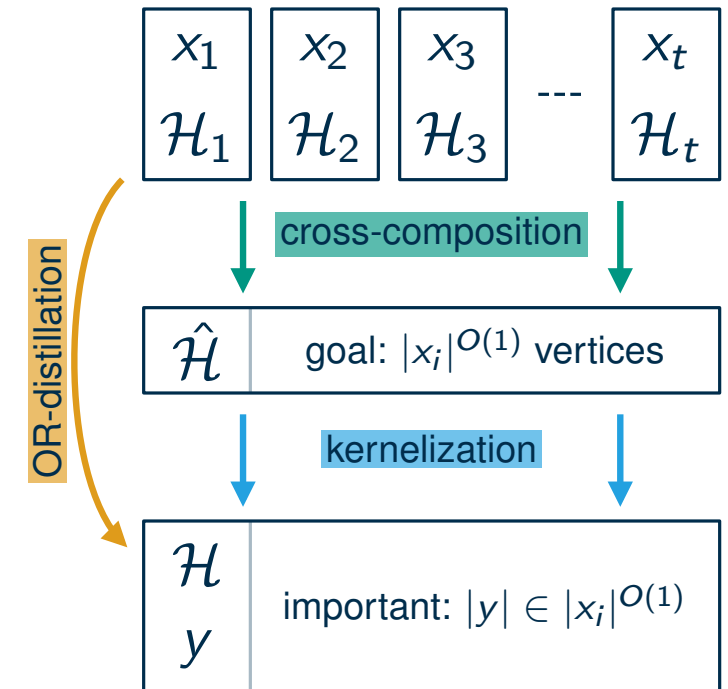 x₁ x₂ x₃ --- xₜ
ℋ₁ ℋ₂ ℋ₃ ℋₜ
cross-composition
OR-distillation
ℋ̂ goal: |xᵢ|^{O(1)} vertices
kernelization
ℋ
important: |y| ∈ |xᵢ|^{O(1)}
y